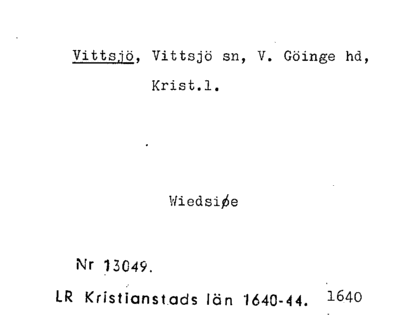 Vittsjö, Vittsjö sn, V. Göinge hd,
Krist.l.
Wiedsiøe
Nr 13049.
LR Kristianstads län 1640-44. 1640